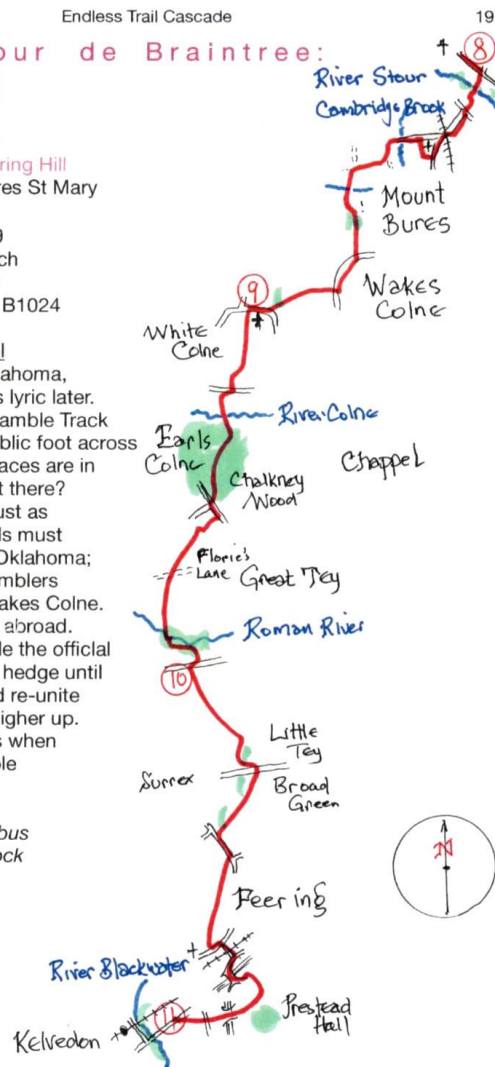 Endless Trail Cascade
19
our de Braintree:
ring Hill
res St Mary
9
ch
B1024
l
ahoma,
s lyric later.
amble Track
blic foot across
aces are in
t there?
ust as
ls must
Oklahoma;
mblers
akes Colne.
abroad.
le the official
hedge until
d re-unite
igher up.
s when
le
bus
ock
8
River Stour
Cambridge Brook
Mount
Bures
Wakes
Colne
9
White
Colne
River Colne
Earls
Colne
Chappel
Chalkney
Wood
Florie's
Lane
Great Tey
Roman River
10
Little
Tey
Surrex
Broad
Green
N
Feering
River Blackwater
11
Prestead
Hall
Kelvedon